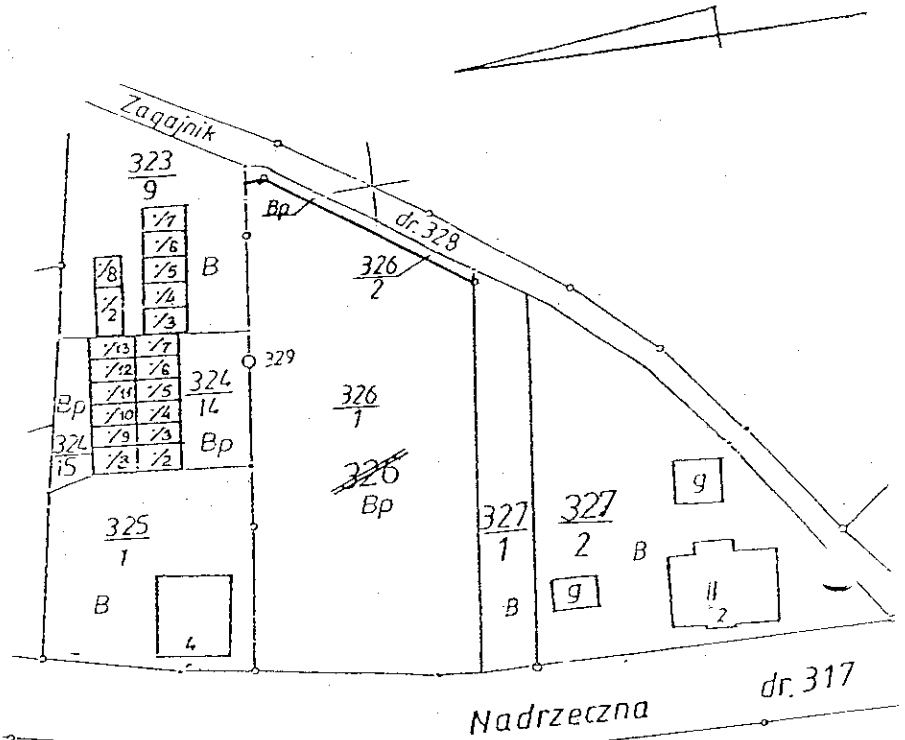 Zagajnik
323
9
·/7
·/6
·/5
·/4
·/3
·/8
·/2
B
Bp
dr. 328
326
2
·/13
·/12
·/11
·/10
·/9
·/8
·/7
·/6
·/5
·/4
·/3
·/2
324
14
Bp
Bp
324
15
329
326
1
326
Bp
325
1
B
4
327
1
B
327
2
B
g
g
II
2
Nadrzeczna
dr. 317